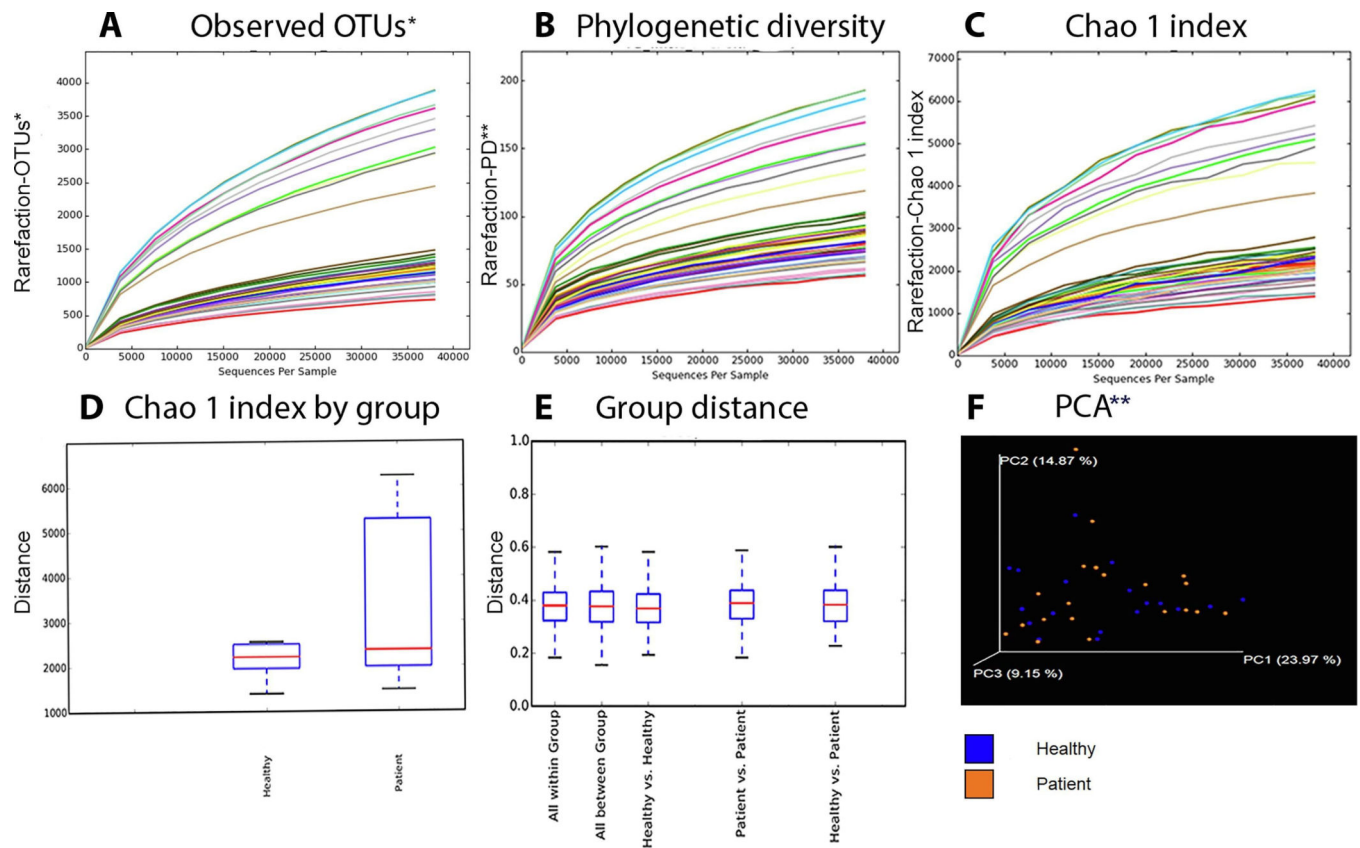 A Observed OTUs*
Rarefaction-OTUs*
4000
3500
3000
2500
2000
1500
1000
500
0
0 5000 10000 15000 20000 25000 30000 35000 40000
Sequences Per Sample
B Phylogenetic diversity
Rarefaction-PD**
200
150
100
50
0
0 5000 10000 15000 20000 25000 30000 35000 40000
Sequences Per Sample
C Chao 1 index
Rarefaction-Chao 1 index
7000
6000
5000
4000
3000
2000
1000
0
0 5000 10000 15000 20000 25000 30000 35000 40000
Sequences Per Sample
D Chao 1 index by group
Distance
6000
5000
4000
3000
2000
1000
Healthy
Patient
E Group distance
Distance
1.0
0.8
0.6
0.4
0.2
0.0
All within Group
All between Group
Healthy vs. Healthy
Patient vs. Patient
Healthy vs. Patient
F PCA**
PC2 (14.87 %)
PC1 (23.97 %)
PC3 (9.15 %)
Healthy
Patient